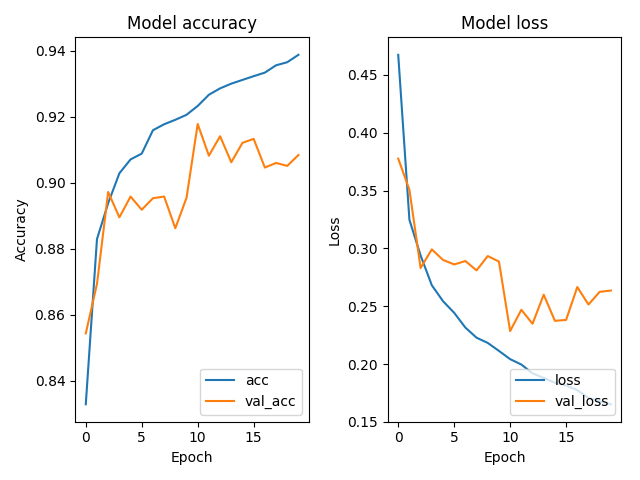 Model accuracy
Accuracy
0.94
0.92
0.90
0.88
0.86
0.84
0
5
10
15
Epoch
acc
val_acc
Model loss
Loss
0.45
0.40
0.35
0.30
0.25
0.20
0.15
0
5
10
15
Epoch
loss
val_loss